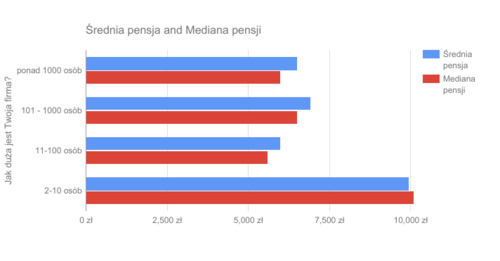 Średnia pensja and Mediana pensji
Średnia
pensja
Mediana
pensji
Jak duża jest Twoja firma?
ponad 1000 osób
101 - 1000 osób
11-100 osób
2-10 osób
0 zł
2,500 zł
5,000 zł
7,500 zł
10,000 zł